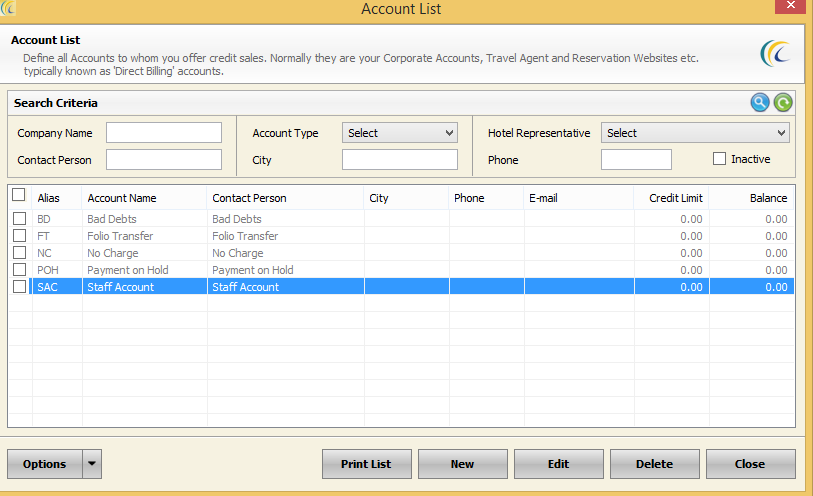 Account List
Account List
Define all Accounts to whom you offer credit sales. Normally they are your Corporate Accounts, Travel Agent and Reservation Websites etc.
typically known as 'Direct Billing' accounts.
Search Criteria
Company Name Account Type Select Hotel Representative Select
Contact Person City Phone Inactive
Alias Account Name Contact Person City Phone E-mail Credit Limit Balance
BD Bad Debts Bad Debts 0.00 0.00
FT Folio Transfer Folio Transfer 0.00 0.00
NC No Charge No Charge 0.00 0.00
POH Payment on Hold Payment on Hold 0.00 0.00
SAC Staff Account Staff Account 0.00 0.00
Options Print List New Edit Delete Close